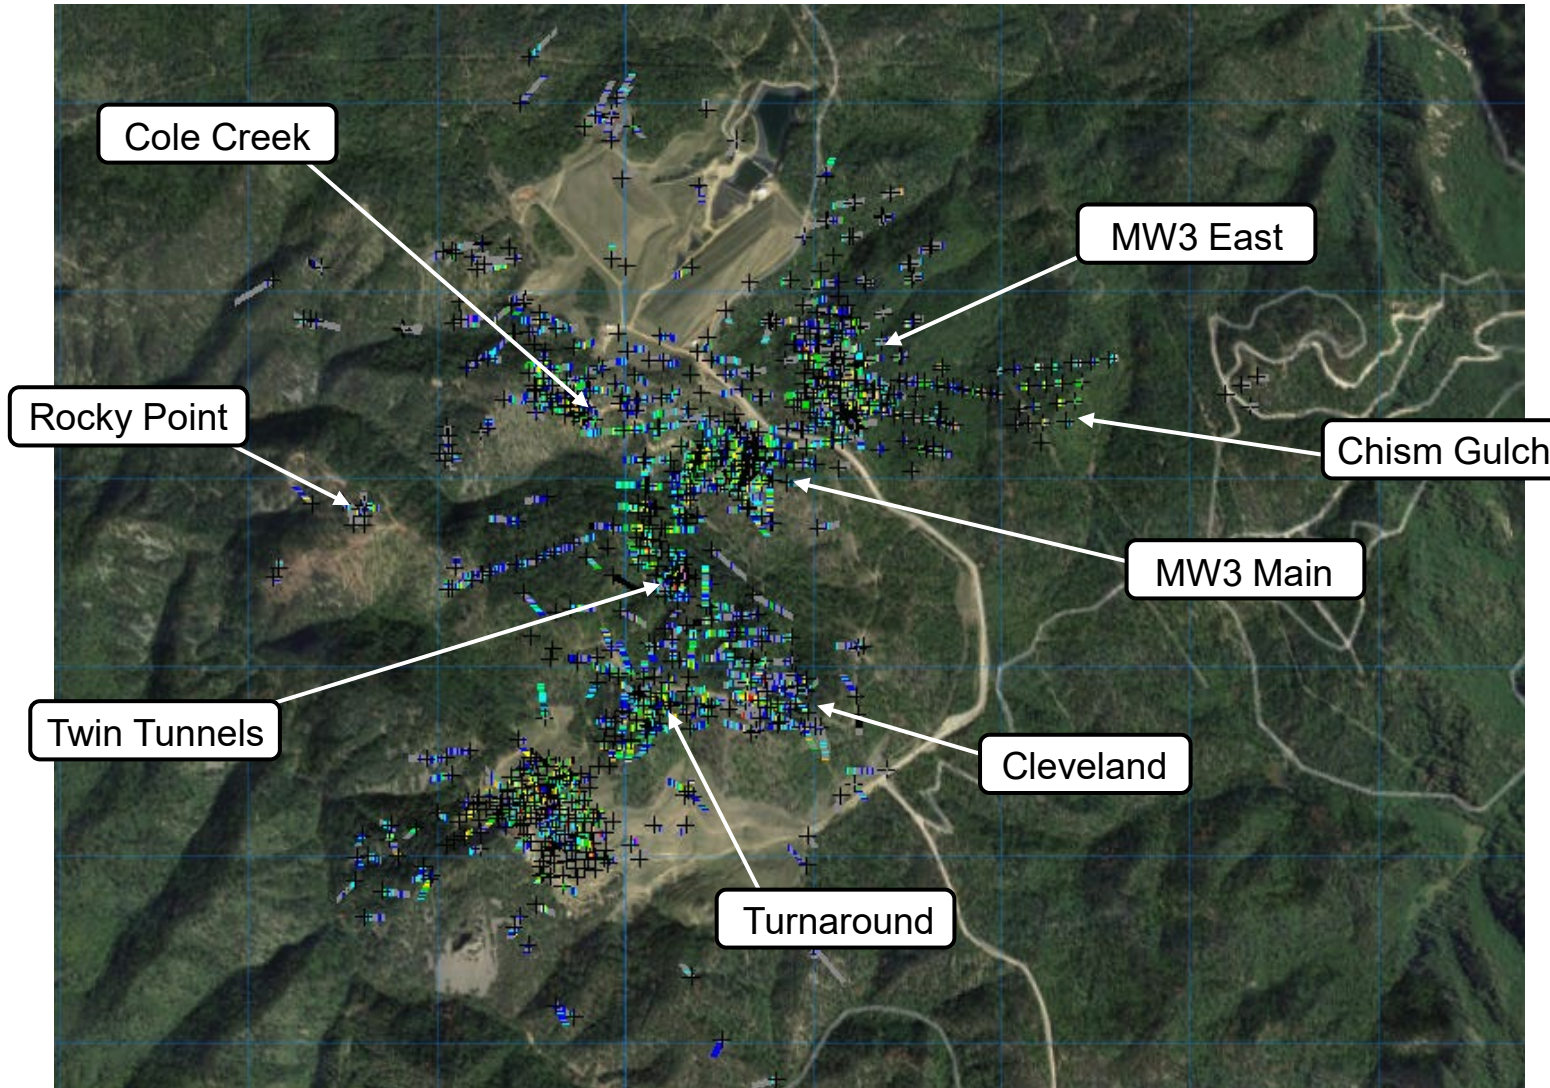 Cole Creek
MW3 East
Rocky Point
Chism Gulch
MW3 Main
Twin Tunnels
Cleveland
Turnaround